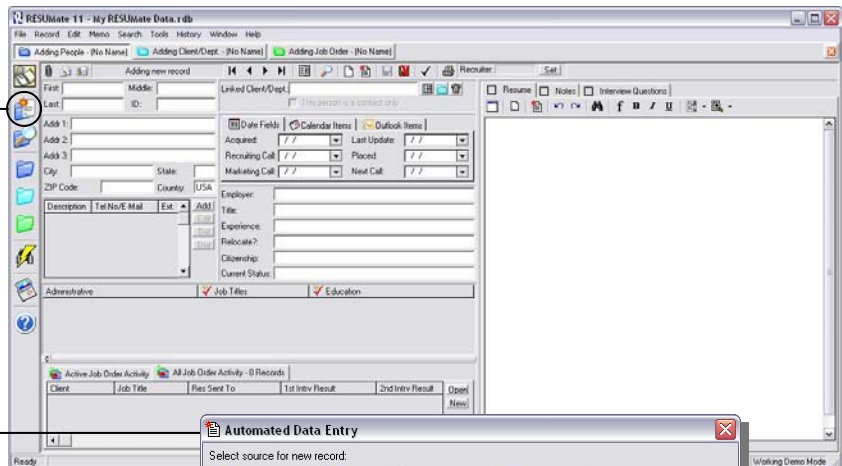 RESUMate 11 - My RESUMate Data.rdb
File Record Edit Memo Search Tools History Window Help
Adding People - (No Name) Adding Client/Dept. - (No Name) Adding Job Order - (No Name)
Adding new record Recruiter: Set
First: Middle: Linked Client/Dept.: Resume Notes Interview Questions
Last: ID: This person is a contact only
Addr 1: Date Fields Calendar Items Outlook Items
Addr 2: Acquired: / / Last Update: / /
Addr 3: Recruiting Call: / / Placed: / /
City: State: Marketing Call: / / Next Call: / /
ZIP Code: Country: USA Employer:
Description Tel No/E-Mail Ext. Add Title:
Edit Experience:
Del Relocate?:
Dial Citizenship:
Current Status:
Administrative Job Titles Education
Active Job Order Activity All Job Order Activity - 0 Records
Client Job Title Res Sent To 1st Intrv Result 2nd Intrv Result Open
New
Automated Data Entry
Select source for new record:
Ready Working Demo Mode